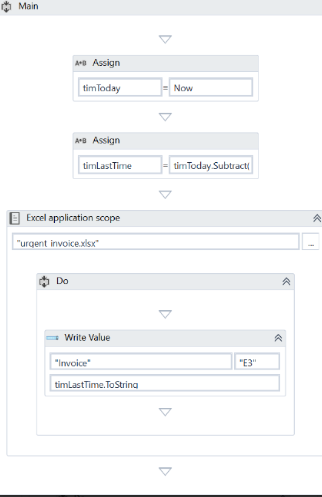 Main
A+B Assign
timToday = Now
A+B Assign
timLastTime = timToday.Subtract(
Excel application scope
"urgent invoice.xlsx" ...
Do
Write Value
"Invoice" "E3"
timLastTime.ToString